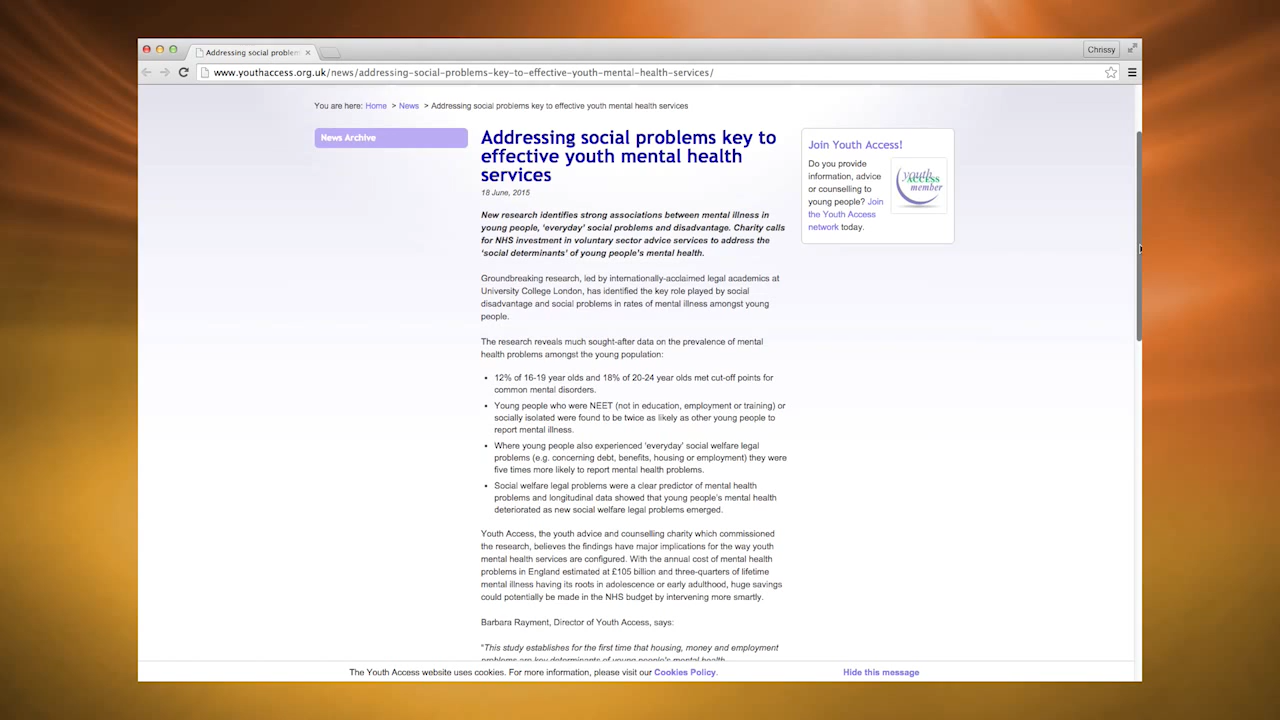 Addressing social problem
Chrissy
www.youthaccess.org.uk/news/addressing-social-problems-key-to-effective-youth-mental-health-services/
You are here: Home > News > Addressing social problems key to effective youth mental health services
News Archive
Addressing social problems key to
effective youth mental health
services
18 June, 2015
New research identifies strong associations between mental illness in
young people, ‘everyday’ social problems and disadvantage. Charity calls
for NHS investment in voluntary sector advice services to address the
‘social determinants’ of young people’s mental health.
Groundbreaking research, led by internationally-acclaimed legal academics at
University College London, has identified the key role played by social
disadvantage and social problems in rates of mental illness amongst young
people.
The research reveals much sought-after data on the prevalence of mental
health problems amongst the young population:
• 12% of 16-19 year olds and 18% of 20-24 year olds met cut-off points for
common mental disorders.
• Young people who were NEET (not in education, employment or training) or
socially isolated were found to be twice as likely as other young people to
report mental illness.
• Where young people also experienced ‘everyday’ social welfare legal
problems (e.g. concerning debt, benefits, housing or employment) they were
five times more likely to report mental health problems.
• Social welfare legal problems were a clear predictor of mental health
problems and longitudinal data showed that young people’s mental health
deteriorated as new social welfare legal problems emerged.
Youth Access, the youth advice and counselling charity which commissioned
the research, believes the findings have major implications for the way youth
mental health services are configured. With the annual cost of mental health
problems in England estimated at £105 billion and three-quarters of lifetime
mental illness having its roots in adolescence or early adulthood, huge savings
could potentially be made in the NHS budget by intervening more smartly.
Barbara Rayment, Director of Youth Access, says:
“This study establishes for the first time that housing, money and employment
problems are key determinants of young people’s mental health.
Join Youth Access!
Do you provide
information, advice
or counselling to
young people? Join
the Youth Access
network today.
youth
ACCESS
member
The Youth Access website uses cookies. For more information, please visit our Cookies Policy.
Hide this message